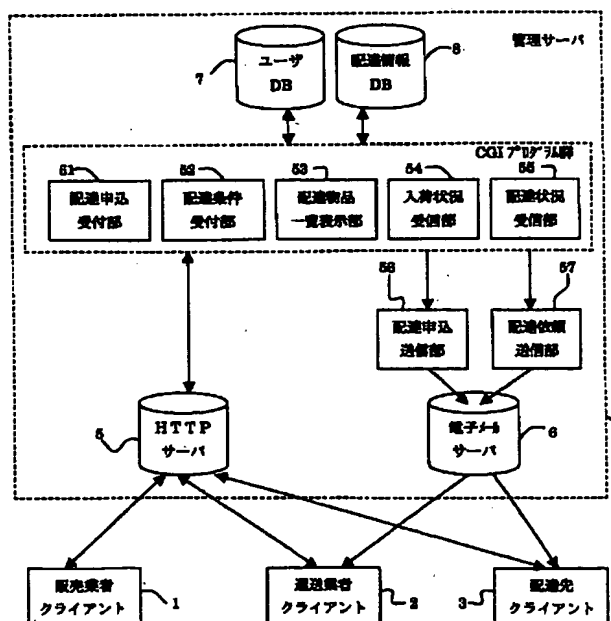 管理サーバ
7
ユーザ
DB
配達情報
DB
8
CGIプログラム群
51
配達申込
受付部
52
配達条件
受付部
53
配達物品
一覧表示部
54
入荷状況
受信部
55
配達状況
受信部
56
配達申込
送信部
57
配達依頼
送信部
5
HTTP
サーバ
電子メール
サーバ
6
販売業者
クライアント
1
運送業者
クライアント
2
3
配達先
クライアント